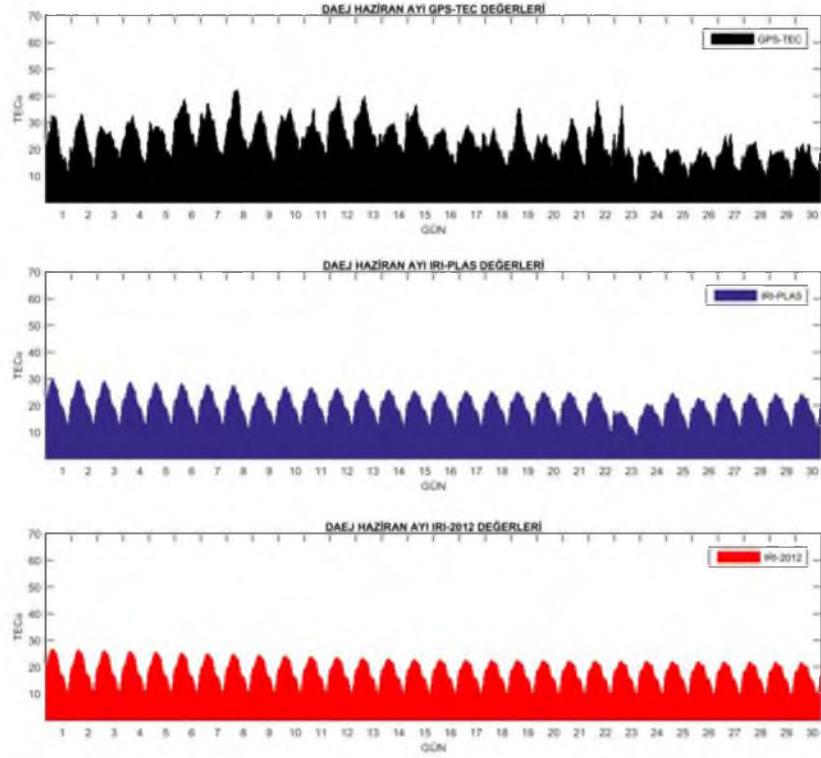 DAEJ HAZİRAN AYI GPS-TEC DEĞERLERİ
70
60
50
40
30
20
10
TECu
GPS-TEC
1 2 3 4 5 6 7 8 9 10 11 12 13 14 15 16 17 18 19 20 21 22 23 24 25 26 27 28 29 30
GÜN
DAEJ HAZİRAN AYI IRI-PLAS DEĞERLERİ
70
60
50
40
30
20
10
TECu
IRI-PLAS
1 2 3 4 5 6 7 8 9 10 11 12 13 14 15 16 17 18 19 20 21 22 23 24 25 26 27 28 29 30
GÜN
DAEJ HAZİRAN AYI IRI-2012 DEĞERLERİ
70
60
50
40
30
20
10
TECu
IRI-2012
1 2 3 4 5 6 7 8 9 10 11 12 13 14 15 16 17 18 19 20 21 22 23 24 25 26 27 28 29 30
GÜN